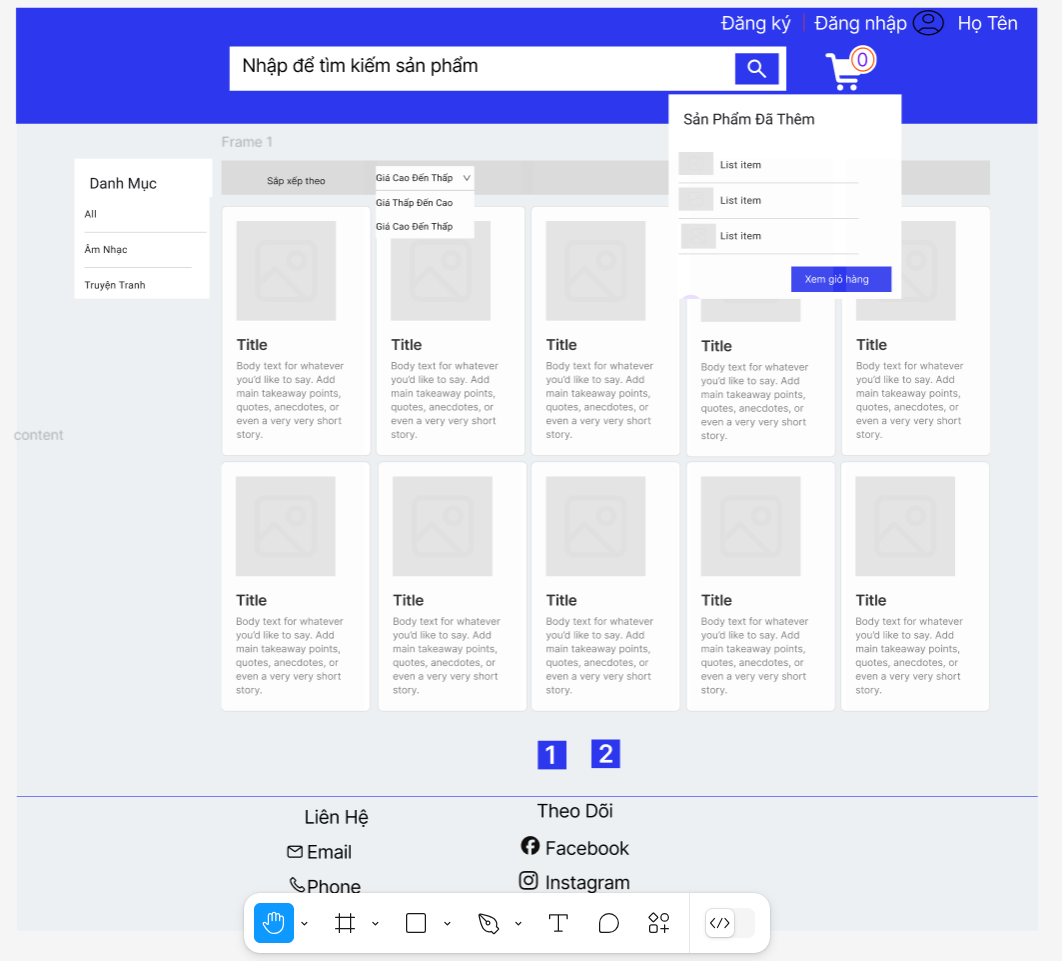 Đăng ký
Đăng nhập
Họ Tên
Nhập để tìm kiếm sản phẩm
0
Sản Phẩm Đã Thêm
List item
List item
List item
Xem giỏ hàng
Frame 1
Danh Mục
All
Âm Nhạc
Truyện Tranh
Sắp xếp theo
Giá Cao Đến Thấp
Giá Thấp Đến Cao
Giá Cao Đến Thấp
content
Title
Body text for whatever
you'd like to say. Add
main takeaway points,
quotes, anecdotes, or
even a very very short
story.
Title
Body text for whatever
you'd like to say. Add
main takeaway points,
quotes, anecdotes, or
even a very very short
story.
Title
Body text for whatever
you'd like to say. Add
main takeaway points,
quotes, anecdotes, or
even a very very short
story.
Title
Body text for whatever
you'd like to say. Add
main takeaway points,
quotes, anecdotes, or
even a very very short
story.
Title
Body text for whatever
you'd like to say. Add
main takeaway points,
quotes, anecdotes, or
even a very very short
story.
Title
Body text for whatever
you'd like to say. Add
main takeaway points,
quotes, anecdotes, or
even a very very short
story.
Title
Body text for whatever
you'd like to say. Add
main takeaway points,
quotes, anecdotes, or
even a very very short
story.
Title
Body text for whatever
you'd like to say. Add
main takeaway points,
quotes, anecdotes, or
even a very very short
story.
Title
Body text for whatever
you'd like to say. Add
main takeaway points,
quotes, anecdotes, or
even a very very short
story.
Title
Body text for whatever
you'd like to say. Add
main takeaway points,
quotes, anecdotes, or
even a very very short
story.
1
2
Liên Hệ
Email
Phone
Theo Dõi
Facebook
Instagram